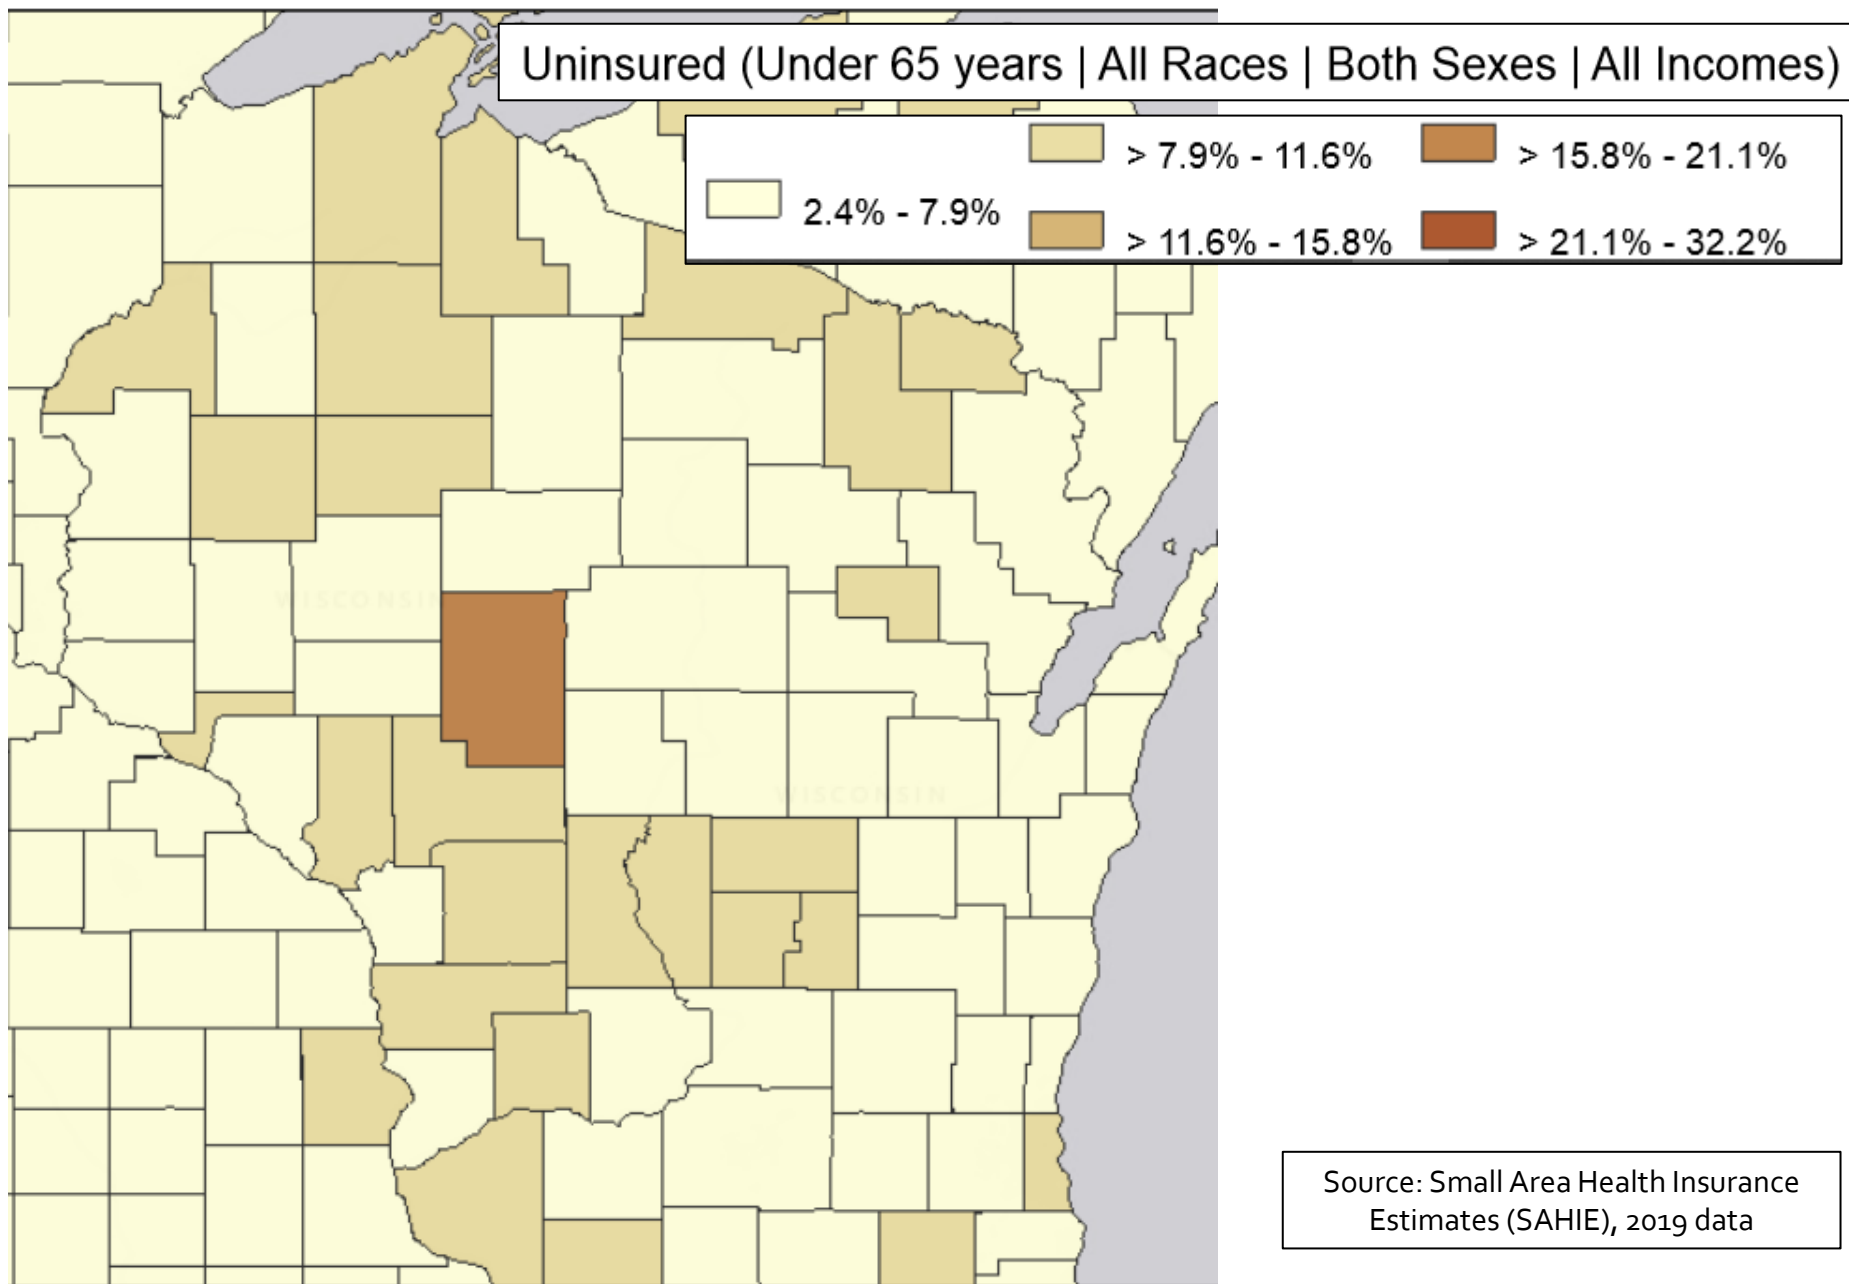 Uninsured (Under 65 years | All Races | Both Sexes | All Incomes)
2.4% - 7.9%
> 7.9% - 11.6%
> 11.6% - 15.8%
> 15.8% - 21.1%
> 21.1% - 32.2%
WISCONSIN
WISCONSIN
Source: Small Area Health Insurance
Estimates (SAHIE), 2019 data